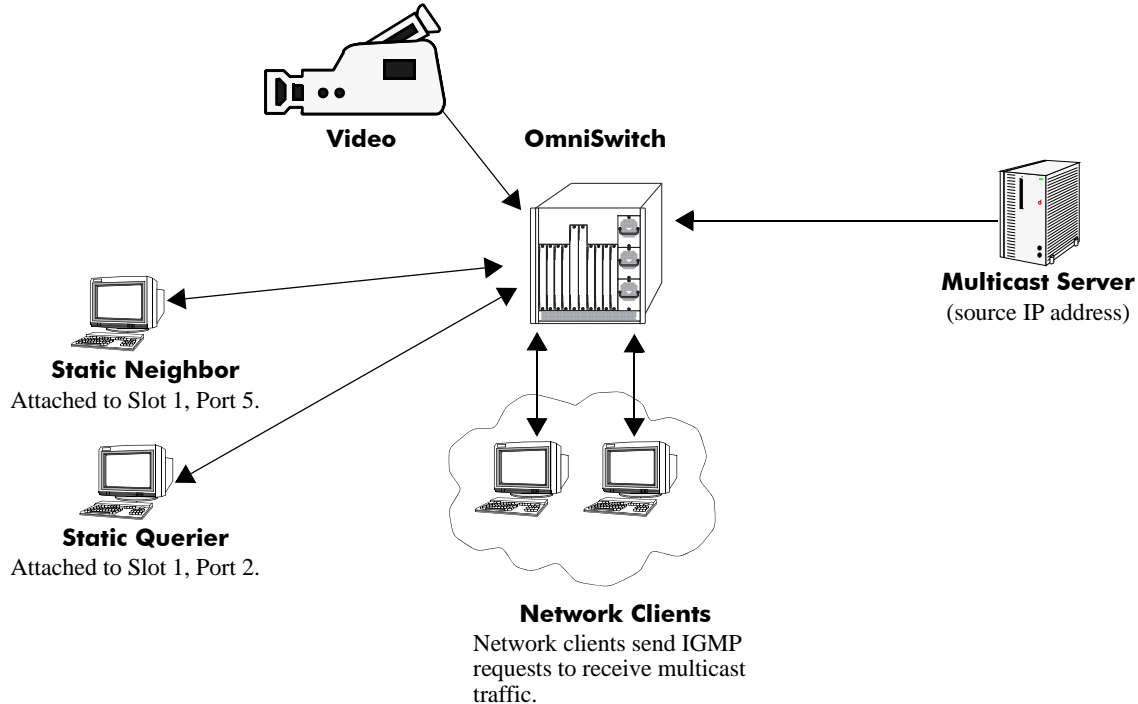 Video
OmniSwitch
Multicast Server
(source IP address)
Static Neighbor
Attached to Slot 1, Port 5.
Static Querier
Attached to Slot 1, Port 2.
Network Clients
Network clients send IGMP
requests to receive multicast
traffic.